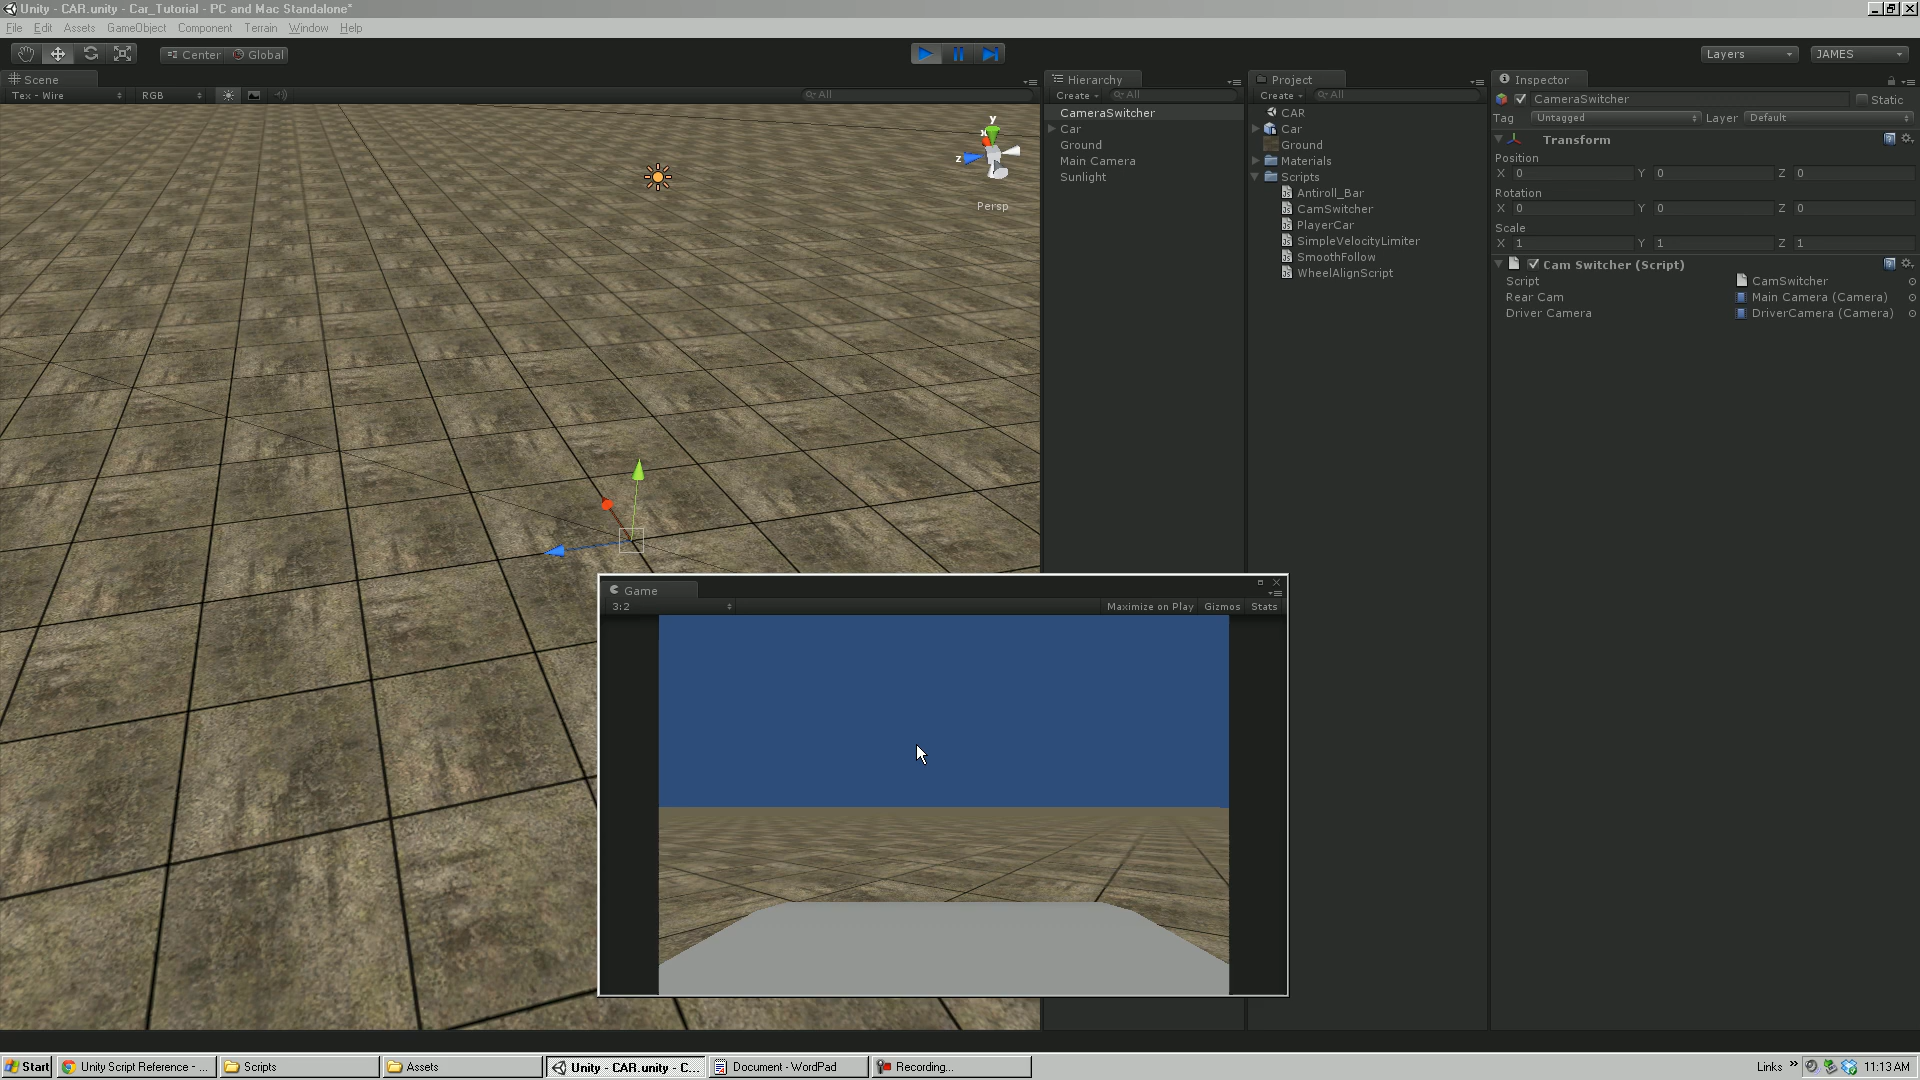 Unity - CAR.unity - Car_Tutorial - PC and Mac Standalone*
File Edit Assets GameObject Component Terrain Window Help
Center Global
Layers
JAMES
Scene
Tex - Wire
RGB
All
y
x
z
Persp
Hierarchy
Create
All
CameraSwitcher
Car
Ground
Main Camera
Sunlight
Project
Create
All
CAR
Car
Ground
Materials
Scripts
Antiroll_Bar
CamSwitcher
PlayerCar
SimpleVelocityLimiter
SmoothFollow
WheelAlignScript
Inspector
CameraSwitcher
Static
Tag Untagged Layer Default
Transform
Position
X 0 Y 0 Z 0
Rotation
X 0 Y 0 Z 0
Scale
X 1 Y 1 Z 1
Cam Switcher (Script)
Script CamSwitcher
Rear Cam Main Camera (Camera)
Driver Camera DriverCamera (Camera)
Game
3:2
Maximize on Play Gizmos Stats
Start
Unity Script Reference - ...
Scripts
Assets
Unity - CAR.unity - C...
Document - WordPad
Recording...
Links »
11:13 AM